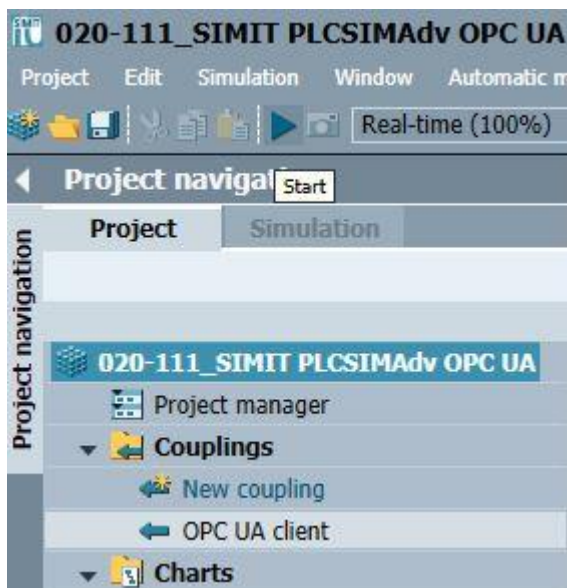 020-111_SIMIT PLCSIMAdv OPC UA
Project Edit Simulation Window Automatic
Real-time (100%)
Project
Start
Project Simulation
Project navigation
020-111_SIMIT PLCSIMAdv OPC UA
Project manager
Couplings
New coupling
OPC UA client
Charts